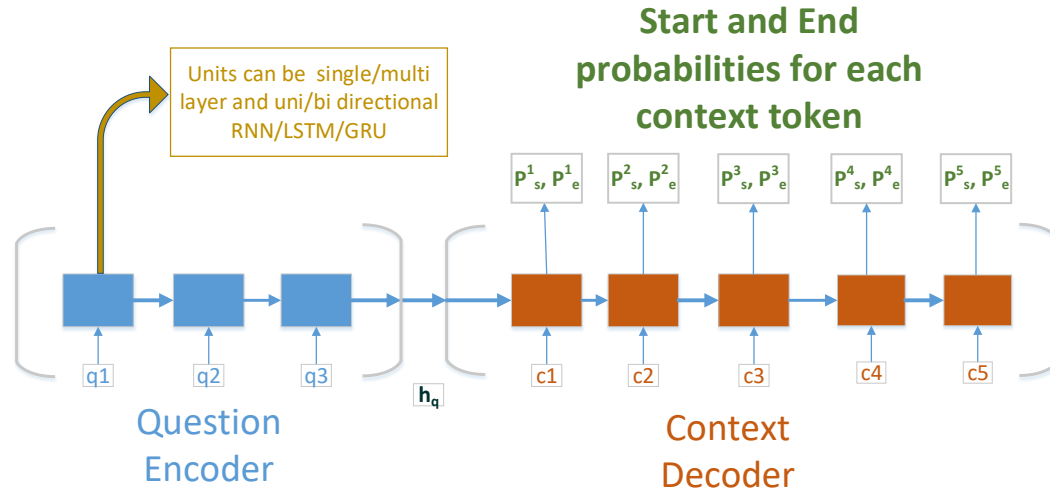 Start and End
probabilities for each
context token
Units can be single/multi
layer and uni/bi directional
RNN/LSTM/GRU
P¹ₛ, P¹ₑ
P²ₛ, P²ₑ
P³ₛ, P³ₑ
P⁴ₛ, P⁴ₑ
P⁵ₛ, P⁵ₑ
q1
q2
q3
c1
c2
c3
c4
c5
h_q
Question
Encoder
Context
Decoder